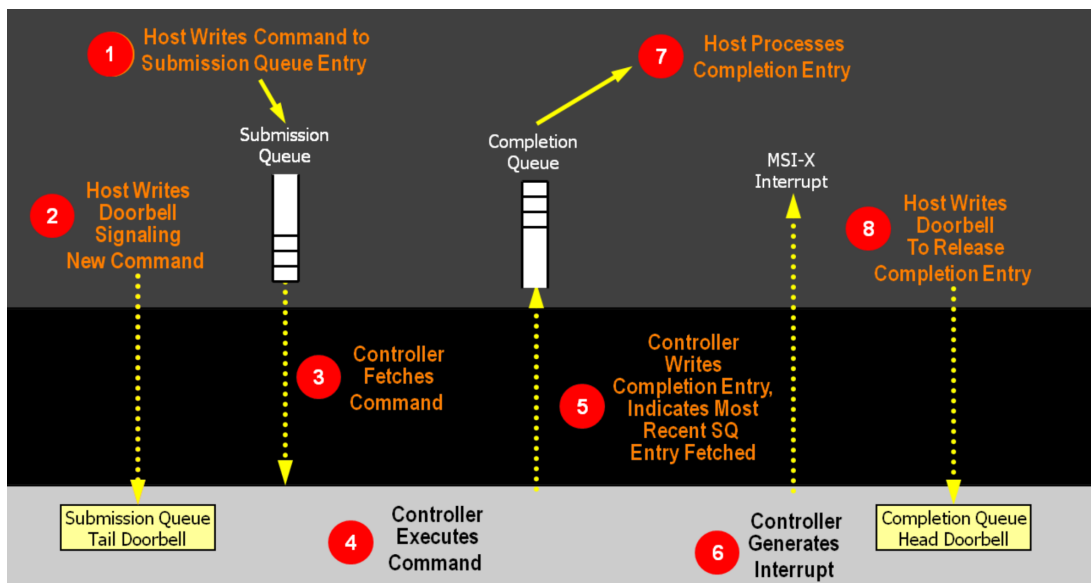 1
Host Writes Command to
Submission Queue Entry
7
Host Processes
Completion Entry
Submission
Queue
Completion
Queue
MSI-X
Interrupt
2
Host Writes
Doorbell
Signaling
New Command
8
Host Writes
Doorbell
To Release
Completion Entry
3
Controller
Fetches
Command
5
Controller
Writes
Completion Entry,
Indicates Most
Recent SQ
Entry Fetched
Submission Queue
Tail Doorbell
4
Controller
Executes
Command
6
Controller
Generates
Interrupt
Completion Queue
Head Doorbell